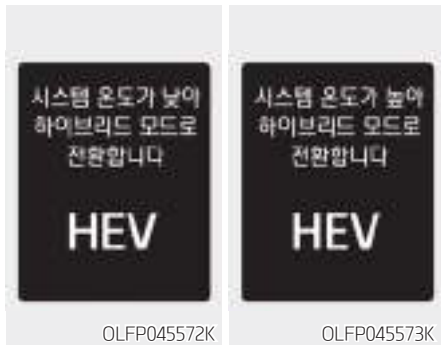 시스템 온도가 낮아
하이브리드 모드로
전환합니다
HEV
OLFP045572K
시스템 온도가 높아
하이브리드 모드로
전환합니다
HEV
OLFP045573K